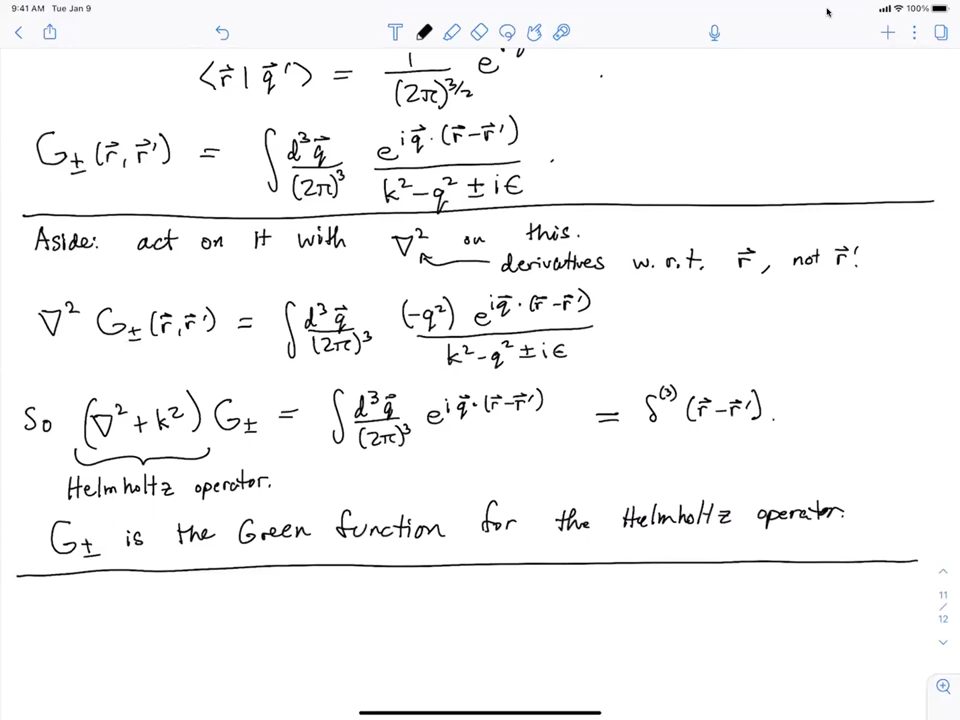 9:41 AM Tue Jan 9
100%
⟨r⃗ | q⃗'⟩ = 1/(2π)^{3/2} e^{i
G±(r⃗, r⃗') = ∫ d³q⃗/(2π)³ e^{iq⃗·(r⃗−r⃗')}/(k²−q² ± iϵ) .
Aside: act on it with ∇² on this.
derivatives w.r.t. r⃗, not r⃗'!
∇² G±(r⃗,r⃗') = ∫ d³q⃗/(2π)³ (−q²) e^{iq⃗·(r⃗−r⃗')}/(k²−q² ± iϵ)
So (∇² + k²) G± = ∫ d³q⃗/(2π)³ e^{iq⃗·(r⃗−r⃗')} = δ^{(3)}(r⃗−r⃗').
Helmholtz operator.
G± is the Green function for the Helmholtz operator.
11
/
12